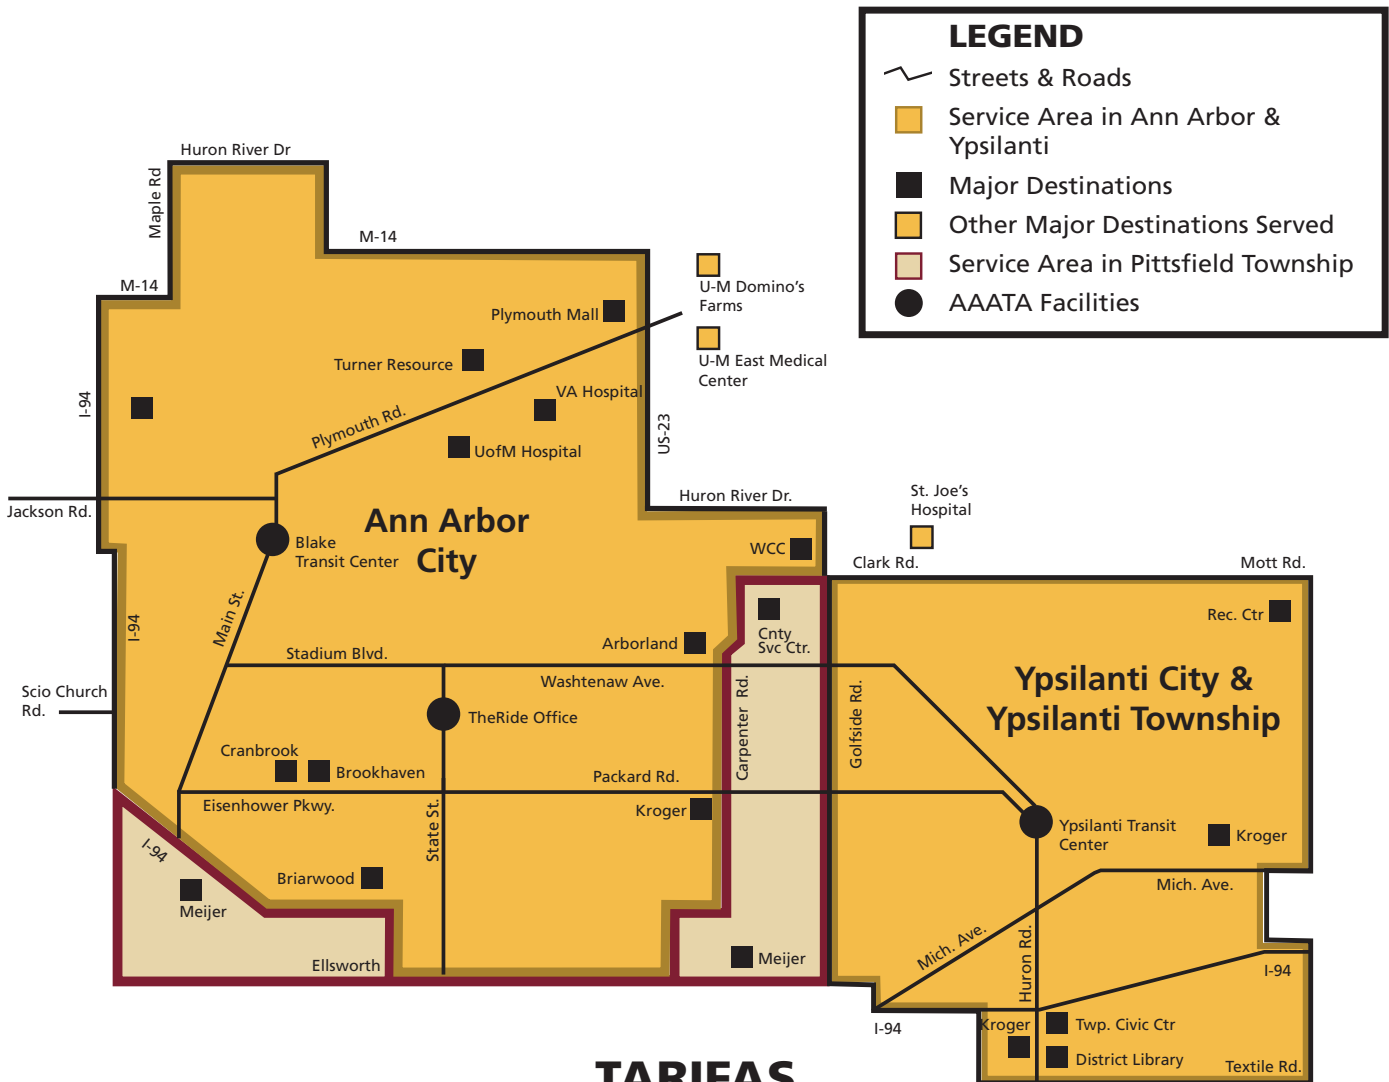 LEGEND
Streets & Roads
Service Area in Ann Arbor &
Ypsilanti
Major Destinations
Other Major Destinations Served
Service Area in Pittsfield Township
AAATA Facilities
Huron River Dr
Maple Rd
M-14
M-14
U-M Domino's
Farms
Plymouth Mall
U-M East Medical
Center
Turner Resource
VA Hospital
I-94
Plymouth Rd.
US-23
UofM Hospital
St. Joe's
Hospital
Huron River Dr.
Jackson Rd.
Ann Arbor
City
Blake
Transit Center
WCC
Clark Rd.
Mott Rd.
I-94
Main St.
Rec. Ctr
Cnty
Svc Ctr.
Arborland
Stadium Blvd.
Washtenaw Ave.
Ypsilanti City &
Ypsilanti Township
Scio Church
Rd.
TheRide Office
Carpenter Rd.
Golfside Rd.
Cranbrook
Brookhaven
Packard Rd.
Eisenhower Pkwy.
Kroger
State St.
Ypsilanti Transit
Center
Kroger
I-94
Briarwood
Mich. Ave.
Meijer
Mich. Ave.
Huron Rd.
Ellsworth
Meijer
I-94
I-94
Kroger
Twp. Civic Ctr
District Library
Textile Rd.
TARIFAS